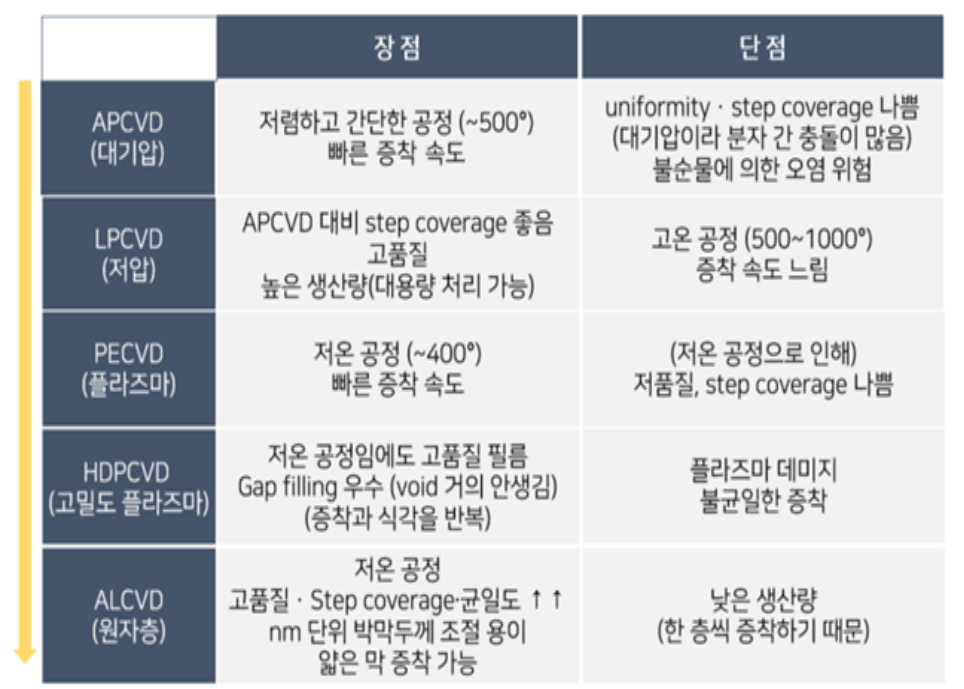 장 점
단 점
APCVD
(대기압)
저렴하고 간단한 공정 (~500°)
빠른 증착 속도
uniformity · step coverage 나쁨
(대기압이라 분자 간 충돌이 많음)
불순물에 의한 오염 위험
LPCVD
(저압)
APCVD 대비 step coverage 좋음
고품질
높은 생산량(대용량 처리 가능)
고온 공정 (500~1000°)
증착 속도 느림
PECVD
(플라즈마)
저온 공정 (~400°)
빠른 증착 속도
(저온 공정으로 인해)
저품질, step coverage 나쁨
HDPCVD
(고밀도 플라즈마)
저온 공정임에도 고품질 필름
Gap filling 우수 (void 거의 안생김)
(증착과 식각을 반복)
플라즈마 데미지
불균일한 증착
ALCVD
(원자층)
저온 공정
고품질 · Step coverage·균일도 ↑ ↑
nm 단위 박막두께 조절 용이
얇은 막 증착 가능
낮은 생산량
(한 층씩 증착하기 때문)